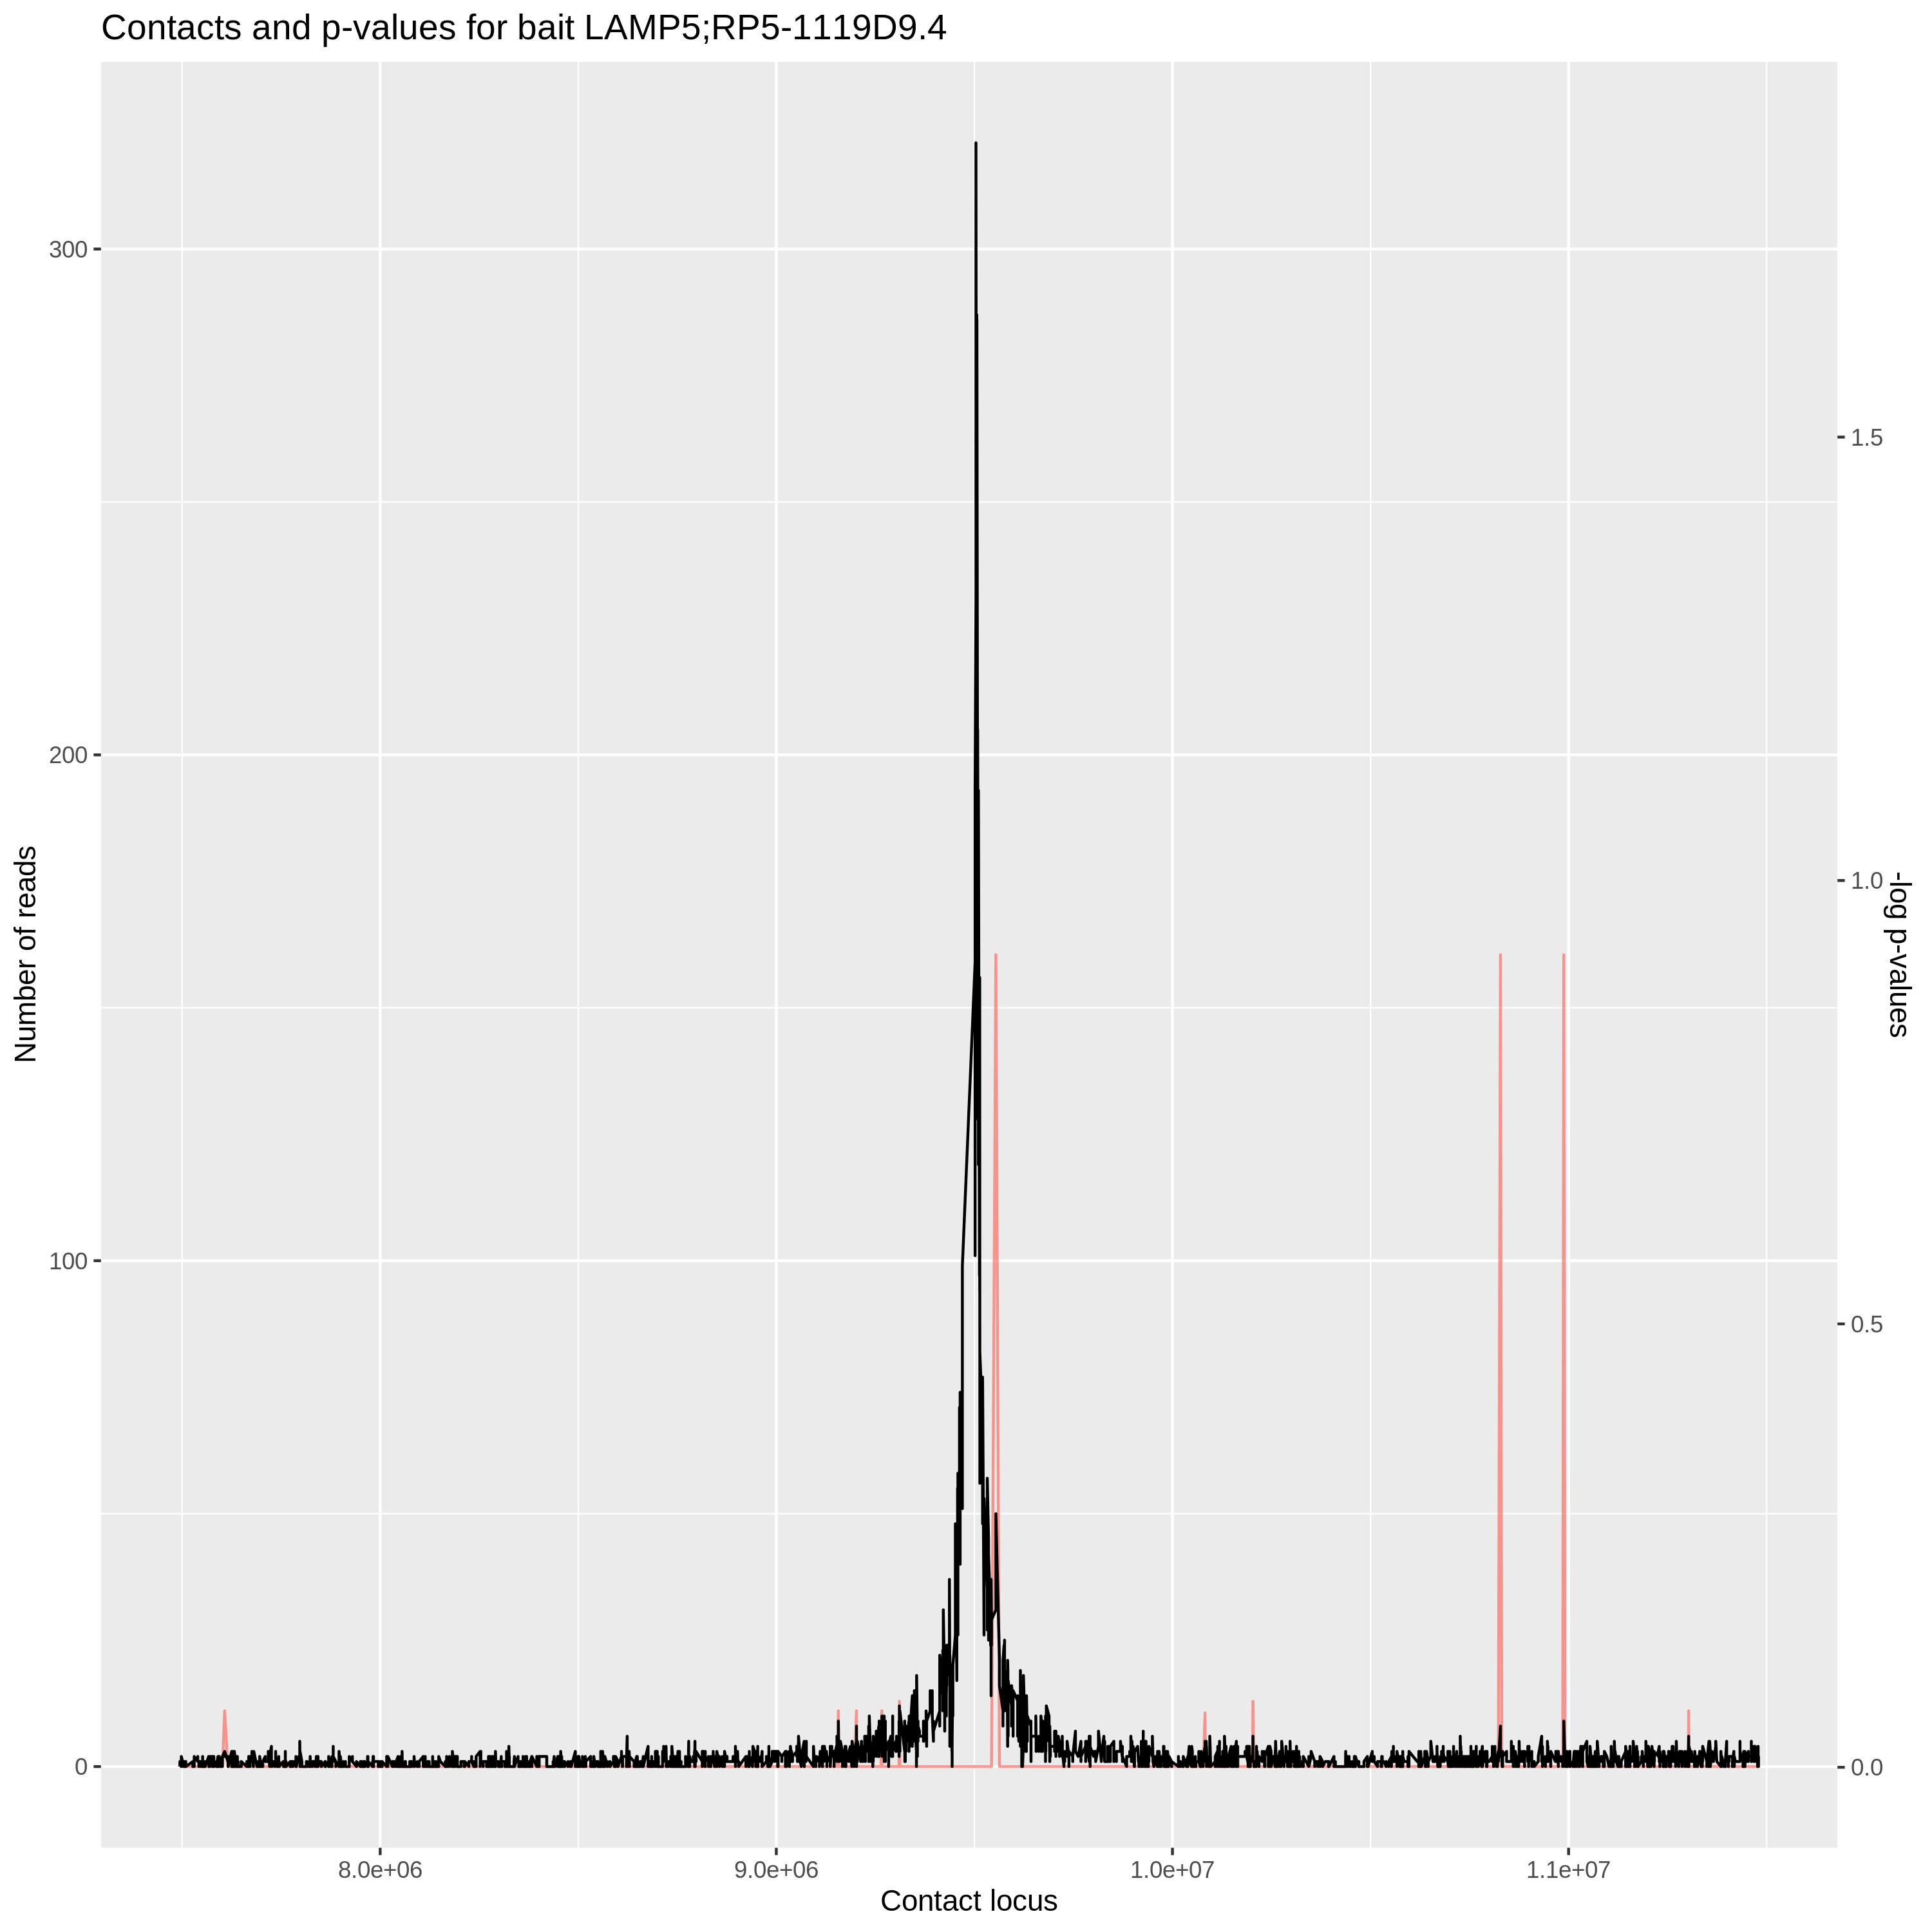 Contacts and p-values for bait LAMP5;RP5-1119D9.4
Number of reads
300
200
100
0
1.5
1.0
0.5
0.0
-log p-values
8.0e+06
9.0e+06
1.0e+07
1.1e+07
Contact locus